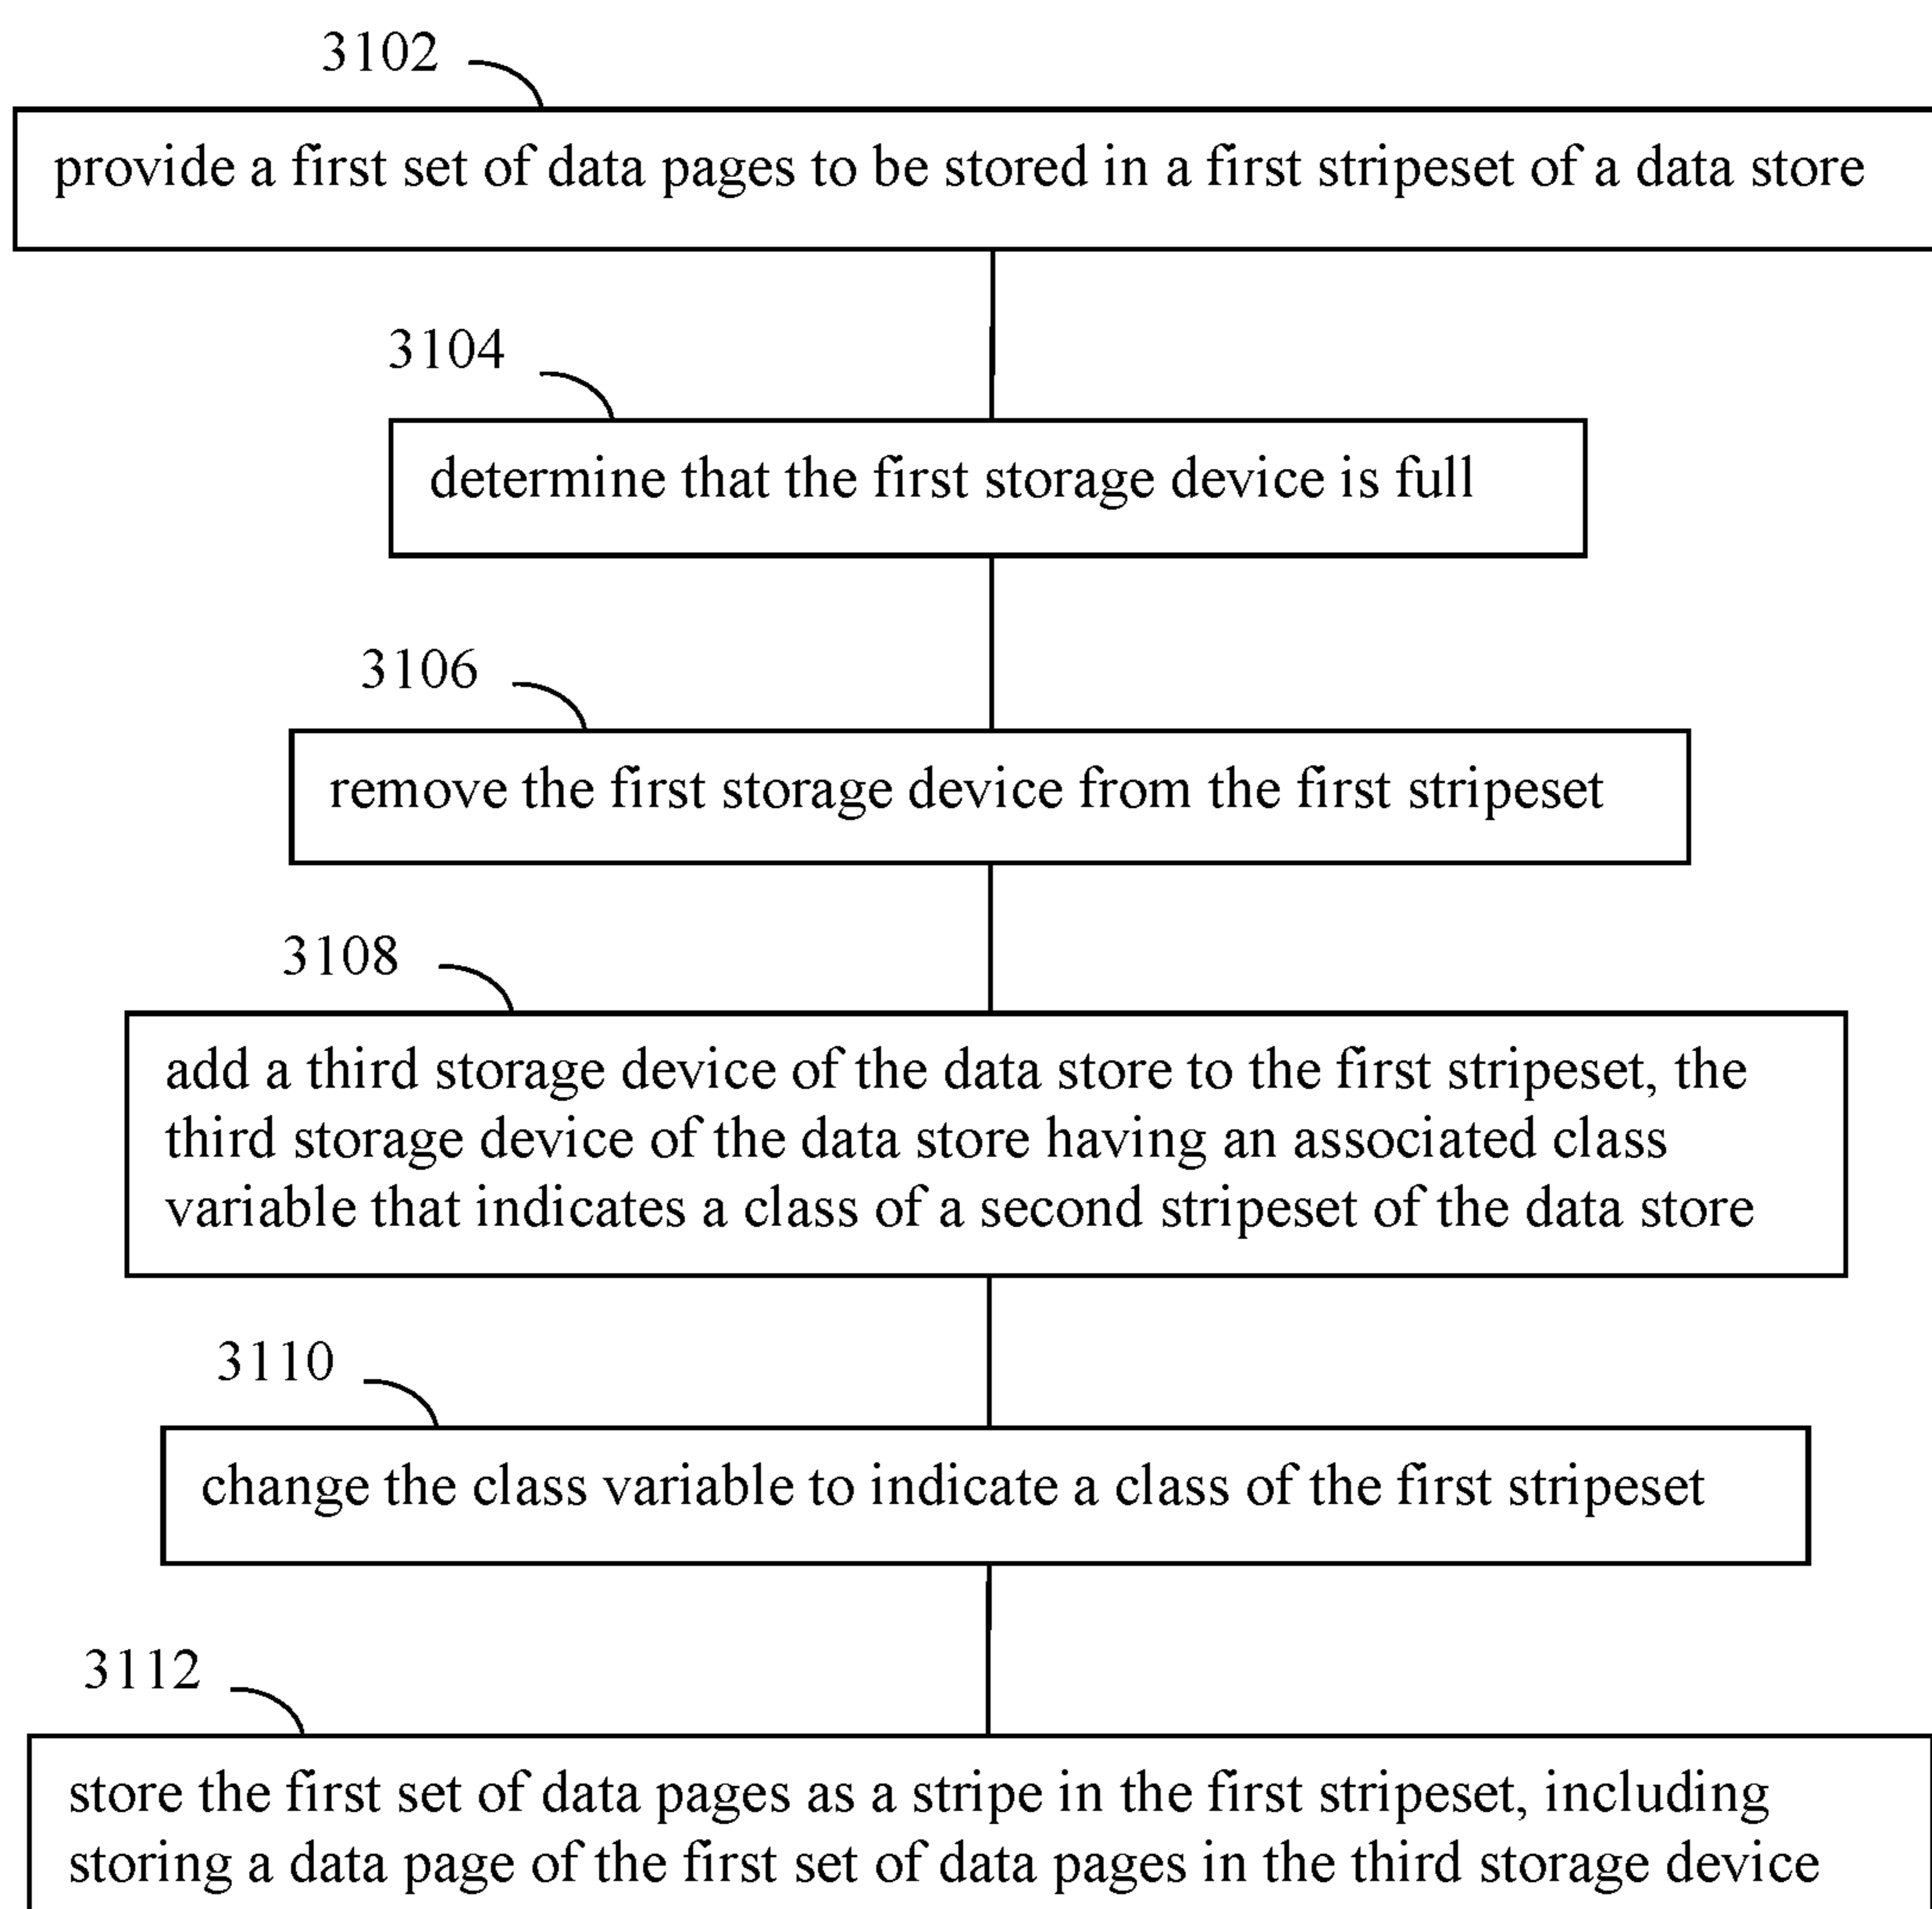 3102
provide a first set of data pages to be stored in a first stripeset of a data store
3104
determine that the first storage device is full
3106
remove the first storage device from the first stripeset
3108
add a third storage device of the data store to the first stripeset, the
third storage device of the data store having an associated class
variable that indicates a class of a second stripeset of the data store
3110
change the class variable to indicate a class of the first stripeset
3112
store the first set of data pages as a stripe in the first stripeset, including
storing a data page of the first set of data pages in the third storage device